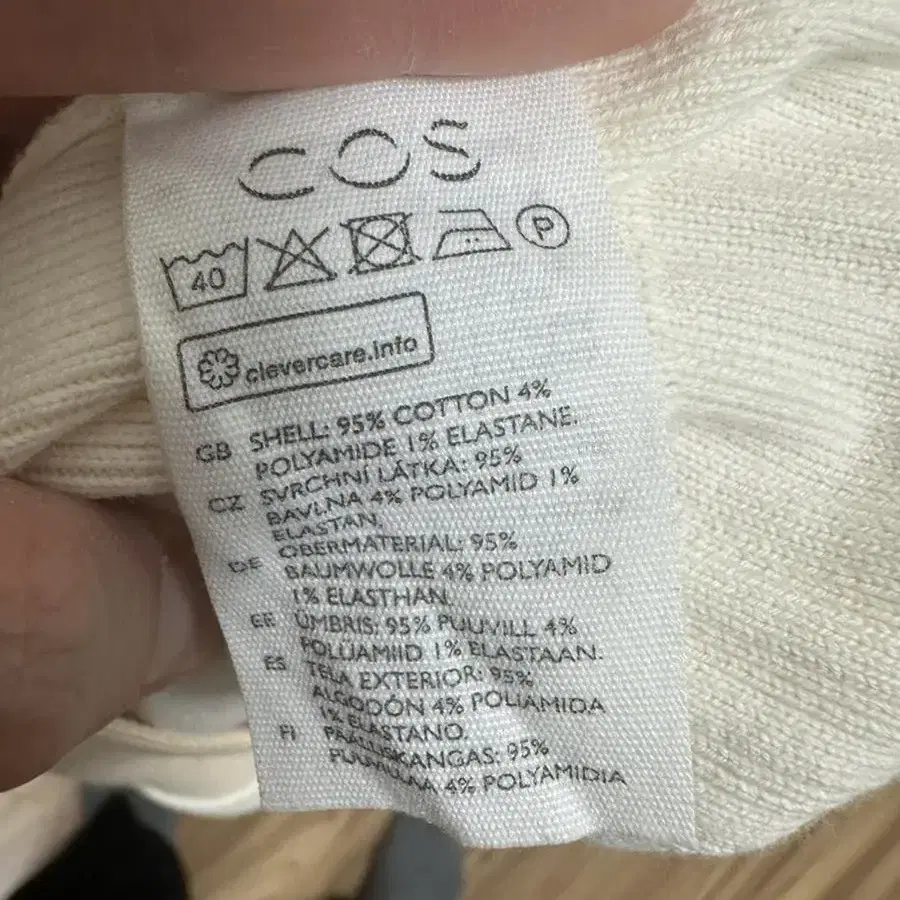 COS
40
P
clevercare.info
GB SHELL: 95% COTTON 4%
POLYAMIDE 1% ELASTANE.
CZ SVRCHNÍ LÁTKA: 95%
BAVLNA 4% POLYAMID 1%
ELASTAN.
DE OBERMATERIAL: 95%
BAUMWOLLE 4% POLYAMID
1% ELASTHAN.
EE ÜMBRIS: 95% PUUVILL 4%
POLÜAMIID 1% ELASTAAN.
ES TELA EXTERIOR: 95%
ALGODÓN 4% POLIAMIDA
1% ELASTANO.
FI PÄÄLLISKANGAS: 95%
PUUVILLAA 4% POLYAMIDIA